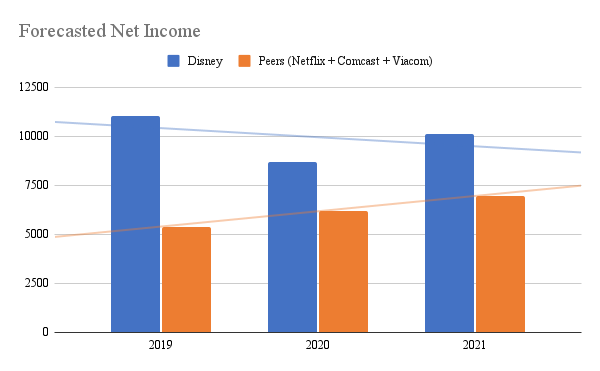 Forecasted Net Income
Disney Peers (Netflix + Comcast + Viacom)
12500
10000
7500
5000
2500
0
2019 2020 2021